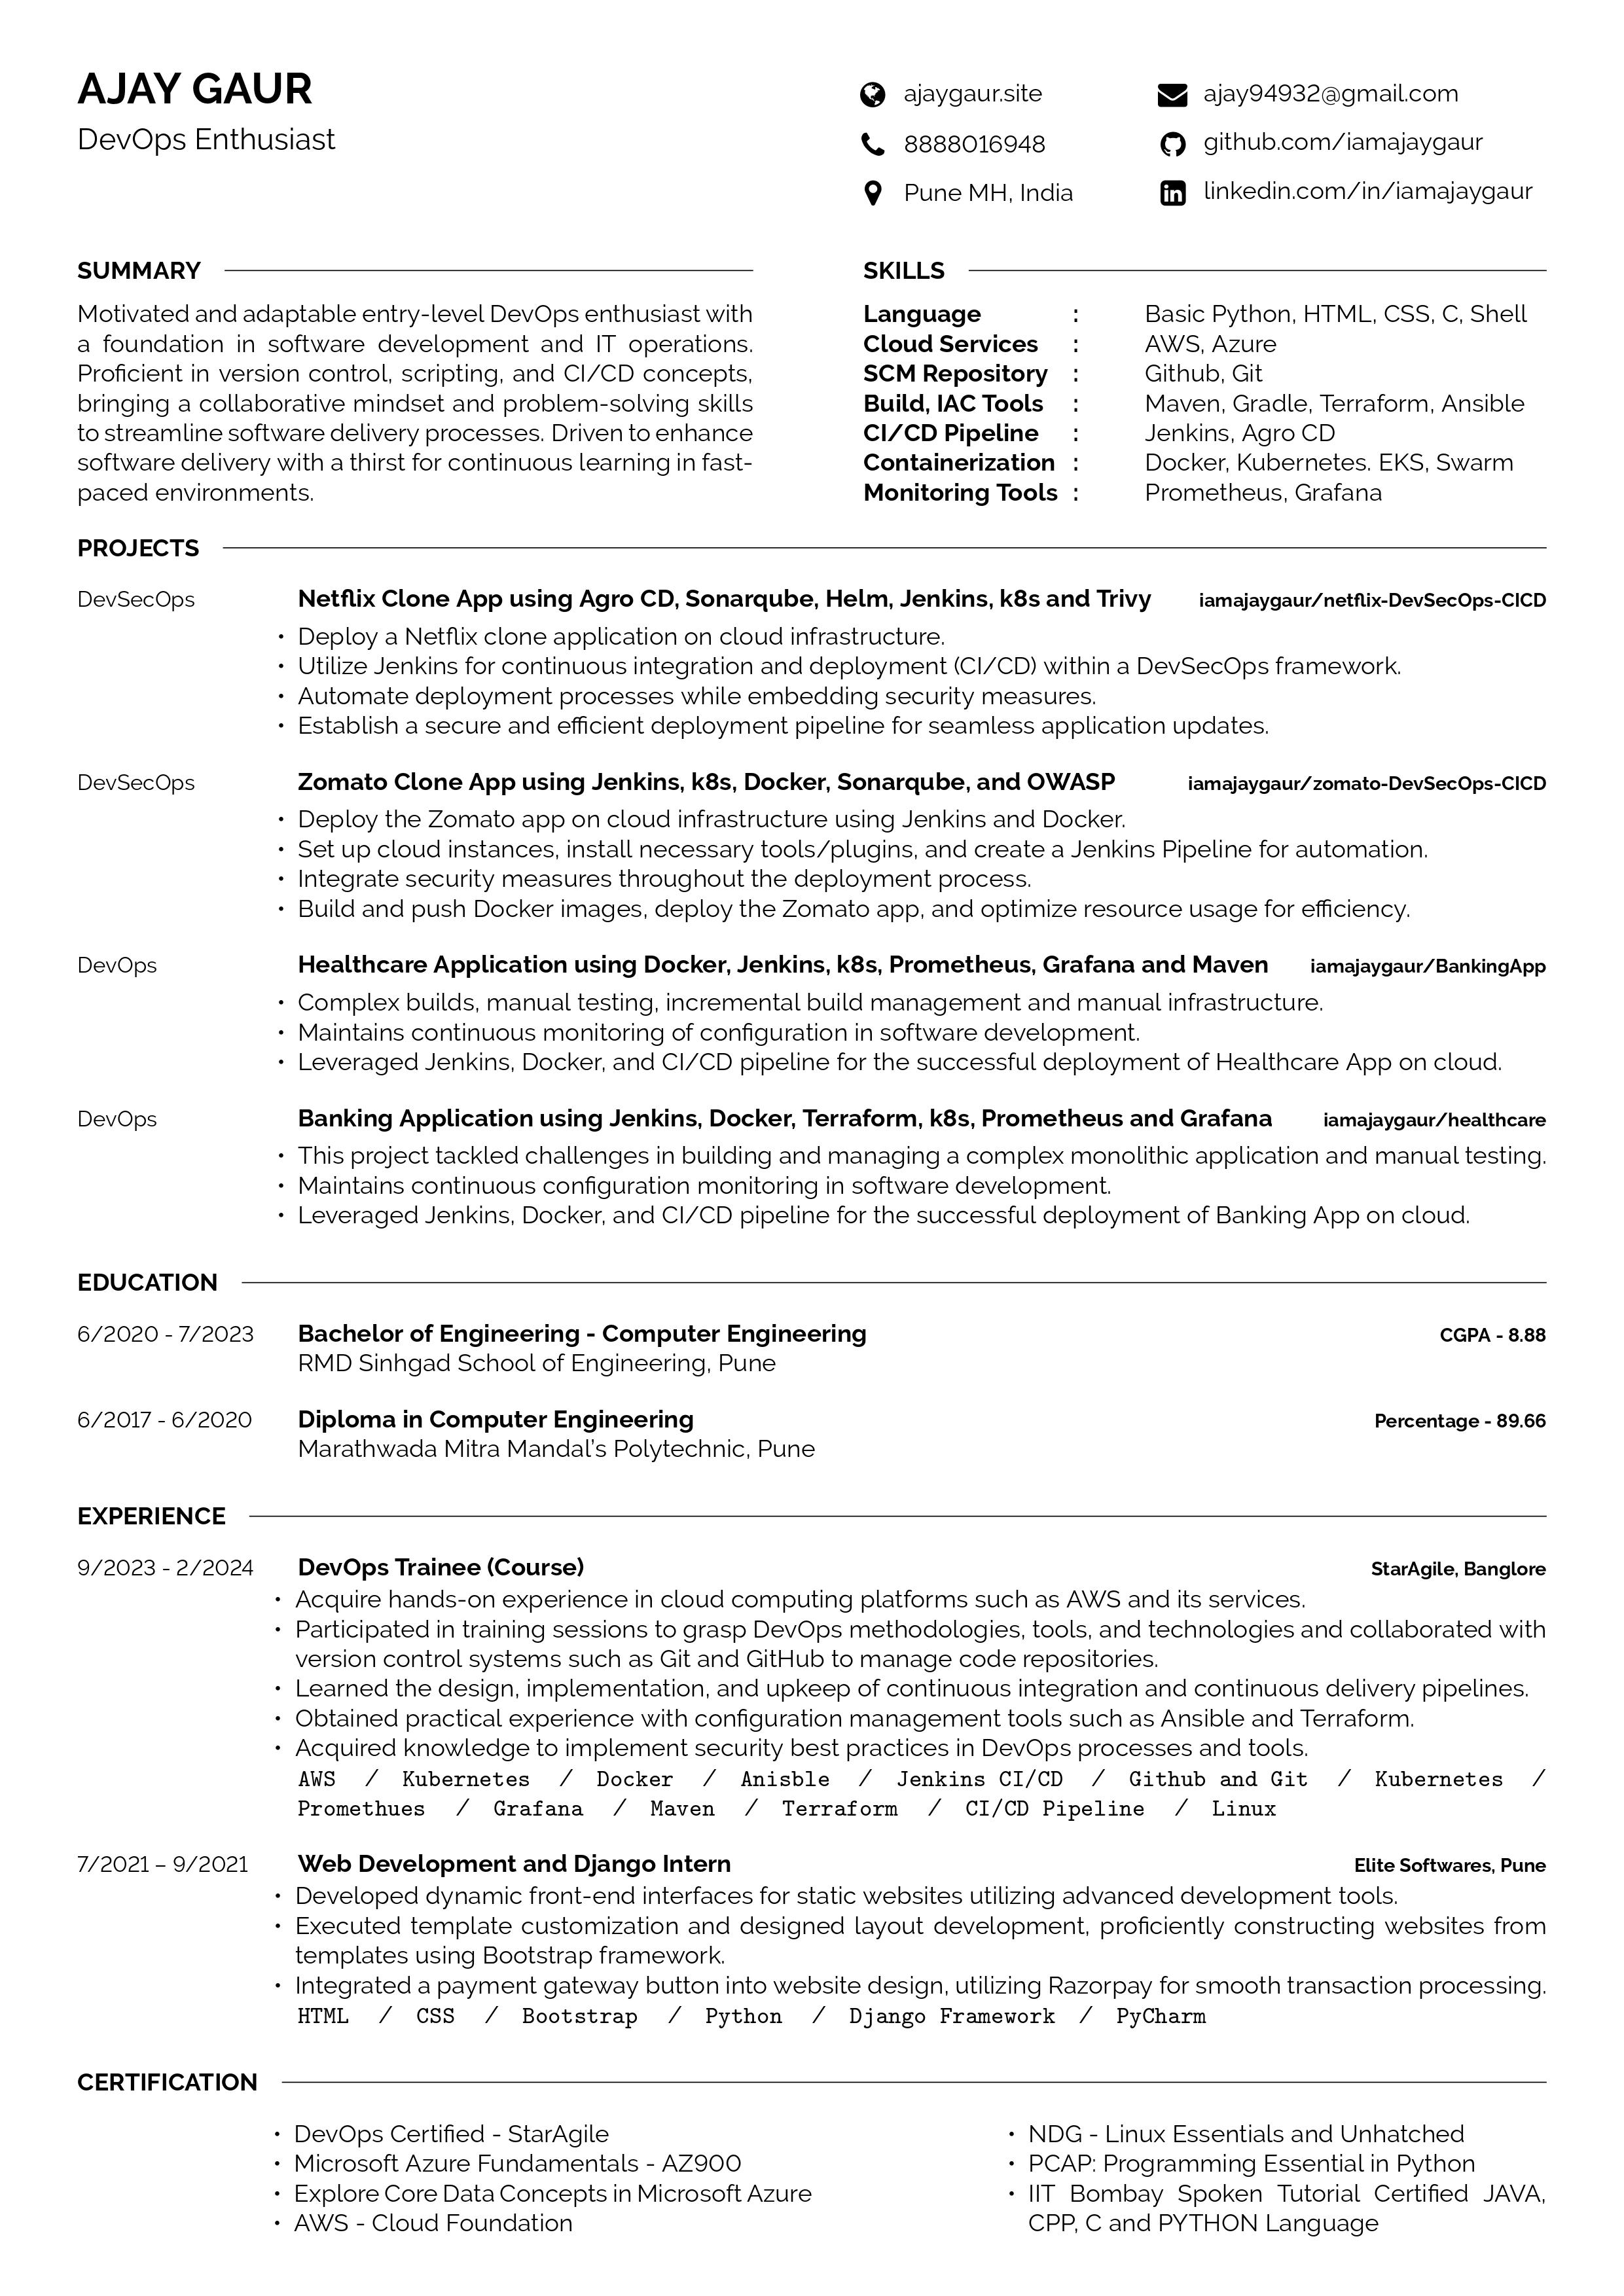 AJAY GAUR
DevOps Enthusiast
ajaygaur.site
8888016948
Pune MH, India
ajay94932@gmail.com
github.com/iamajaygaur
linkedin.com/in/iamajaygaur
SUMMARY
Motivated and adaptable entry-level DevOps enthusiast with
a foundation in software development and IT operations.
Proficient in version control, scripting, and CI/CD concepts,
bringing a collaborative mindset and problem-solving skills
to streamline software delivery processes. Driven to enhance
software delivery with a thirst for continuous learning in fast-
paced environments.
SKILLS
Language : Basic Python, HTML, CSS, C, Shell
Cloud Services : AWS, Azure
SCM Repository : Github, Git
Build, IAC Tools : Maven, Gradle, Terraform, Ansible
CI/CD Pipeline : Jenkins, Agro CD
Containerization : Docker, Kubernetes. EKS, Swarm
Monitoring Tools : Prometheus, Grafana
PROJECTS
DevSecOps Netflix Clone App using Agro CD, Sonarqube, Helm, Jenkins, k8s and Trivy iamajaygaur/netflix-DevSecOps-CICD
• Deploy a Netflix clone application on cloud infrastructure.
• Utilize Jenkins for continuous integration and deployment (CI/CD) within a DevSecOps framework.
• Automate deployment processes while embedding security measures.
• Establish a secure and efficient deployment pipeline for seamless application updates.
DevSecOps Zomato Clone App using Jenkins, k8s, Docker, Sonarqube, and OWASP iamajaygaur/zomato-DevSecOps-CICD
• Deploy the Zomato app on cloud infrastructure using Jenkins and Docker.
• Set up cloud instances, install necessary tools/plugins, and create a Jenkins Pipeline for automation.
• Integrate security measures throughout the deployment process.
• Build and push Docker images, deploy the Zomato app, and optimize resource usage for efficiency.
DevOps Healthcare Application using Docker, Jenkins, k8s, Prometheus, Grafana and Maven iamajaygaur/BankingApp
• Complex builds, manual testing, incremental build management and manual infrastructure.
• Maintains continuous monitoring of configuration in software development.
• Leveraged Jenkins, Docker, and CI/CD pipeline for the successful deployment of Healthcare App on cloud.
DevOps Banking Application using Jenkins, Docker, Terraform, k8s, Prometheus and Grafana iamajaygaur/healthcare
• This project tackled challenges in building and managing a complex monolithic application and manual testing.
• Maintains continuous configuration monitoring in software development.
• Leveraged Jenkins, Docker, and CI/CD pipeline for the successful deployment of Banking App on cloud.
EDUCATION
6/2020 - 7/2023 Bachelor of Engineering - Computer Engineering CGPA - 8.88
RMD Sinhgad School of Engineering, Pune
6/2017 - 6/2020 Diploma in Computer Engineering Percentage - 89.66
Marathwada Mitra Mandal's Polytechnic, Pune
EXPERIENCE
9/2023 - 2/2024 DevOps Trainee (Course) StarAgile, Banglore
• Acquire hands-on experience in cloud computing platforms such as AWS and its services.
• Participated in training sessions to grasp DevOps methodologies, tools, and technologies and collaborated with
version control systems such as Git and GitHub to manage code repositories.
• Learned the design, implementation, and upkeep of continuous integration and continuous delivery pipelines.
• Obtained practical experience with configuration management tools such as Ansible and Terraform.
• Acquired knowledge to implement security best practices in DevOps processes and tools.
AWS / Kubernetes / Docker / Anisble / Jenkins CI/CD / Github and Git / Kubernetes /
Promethues / Grafana / Maven / Terraform / CI/CD Pipeline / Linux
7/2021 – 9/2021 Web Development and Django Intern Elite Softwares, Pune
• Developed dynamic front-end interfaces for static websites utilizing advanced development tools.
• Executed template customization and designed layout development, proficiently constructing websites from
templates using Bootstrap framework.
• Integrated a payment gateway button into website design, utilizing Razorpay for smooth transaction processing.
HTML / CSS / Bootstrap / Python / Django Framework / PyCharm
CERTIFICATION
• DevOps Certified - StarAgile
• Microsoft Azure Fundamentals - AZ900
• Explore Core Data Concepts in Microsoft Azure
• AWS - Cloud Foundation
• NDG - Linux Essentials and Unhatched
• PCAP: Programming Essential in Python
• IIT Bombay Spoken Tutorial Certified JAVA,
CPP, C and PYTHON Language